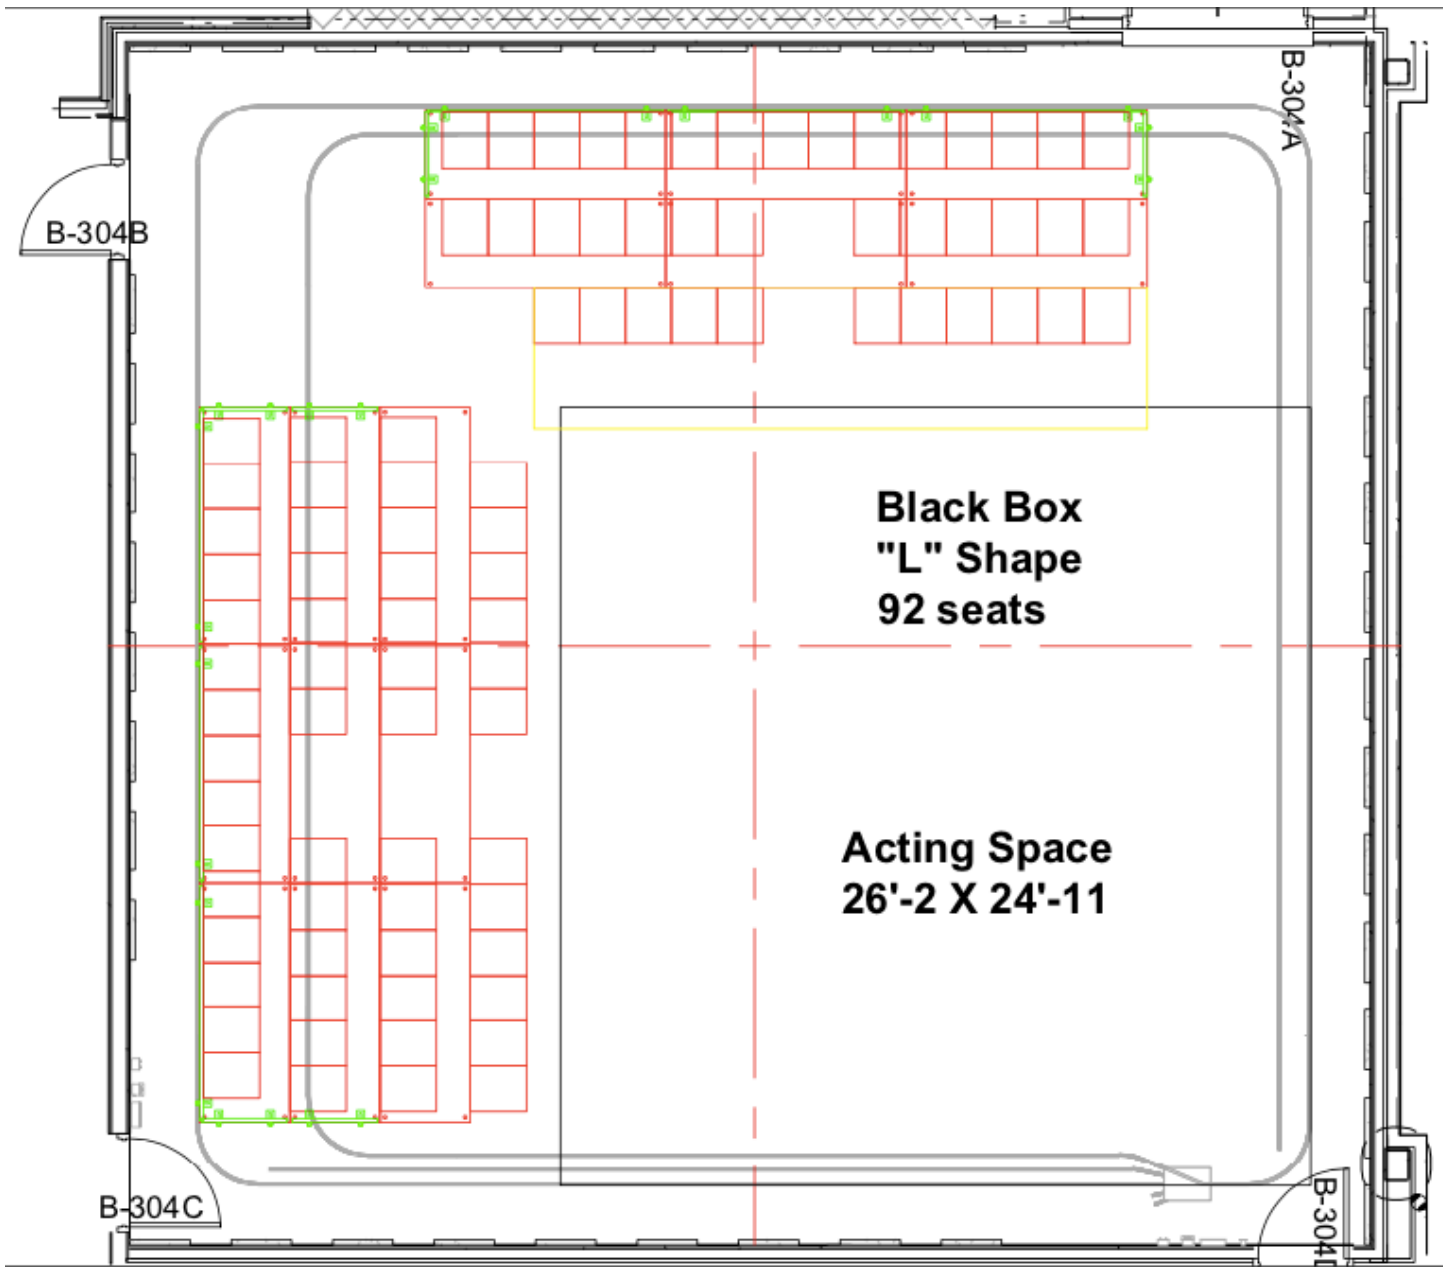 B-304A
B-304B
Black Box
"L" Shape
92 seats
Acting Space
26'-2 X 24'-11
B-304C